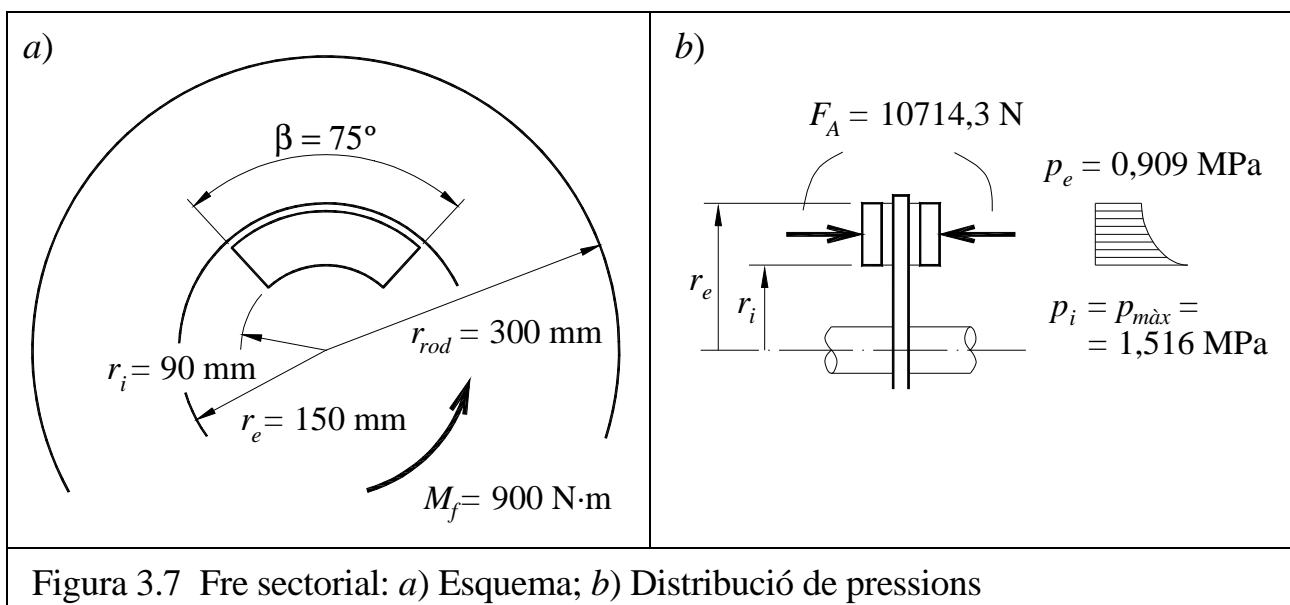 a)
β = 75º
r_rod = 300 mm
r_i = 90 mm
r_e = 150 mm
M_f = 900 N·m
b)
F_A = 10714,3 N
p_e = 0,909 MPa
r_e
r_i
p_i = p_màx =
= 1,516 MPa
Figura 3.7 Fre sectorial: a) Esquema; b) Distribució de pressions